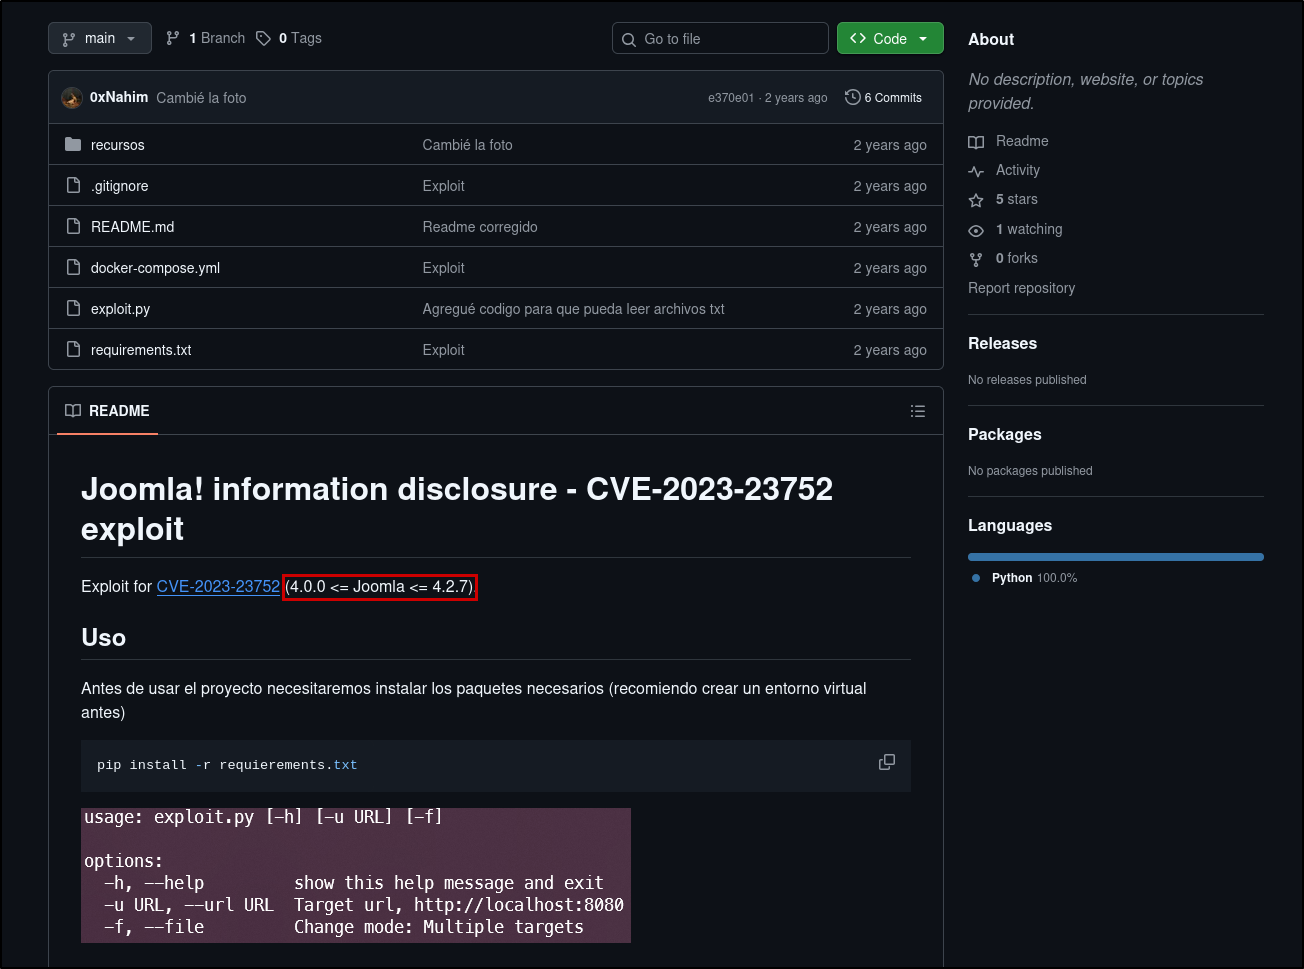 main
1 Branch
0 Tags
Go to file
Code
0xNahim Cambié la foto e370e01 · 2 years ago 6 Commits
recursos Cambié la foto 2 years ago
.gitignore Exploit 2 years ago
README.md Readme corregido 2 years ago
docker-compose.yml Exploit 2 years ago
exploit.py Agregué codigo para que pueda leer archivos txt 2 years ago
requirements.txt Exploit 2 years ago
README
Joomla! information disclosure - CVE-2023-23752
exploit
Exploit for CVE-2023-23752 (4.0.0 <= Joomla <= 4.2.7).
Uso
Antes de usar el proyecto necesitaremos instalar los paquetes necesarios (recomiendo crear un entorno virtual
antes)
pip install -r requierements.txt
usage: exploit.py [-h] [-u URL] [-f]
options:
-h, --help show this help message and exit
-u URL, --url URL Target url, http://localhost:8080
-f, --file Change mode: Multiple targets
About
No description, website, or topics
provided.
Readme
Activity
5 stars
1 watching
0 forks
Report repository
Releases
No releases published
Packages
No packages published
Languages
Python 100.0%